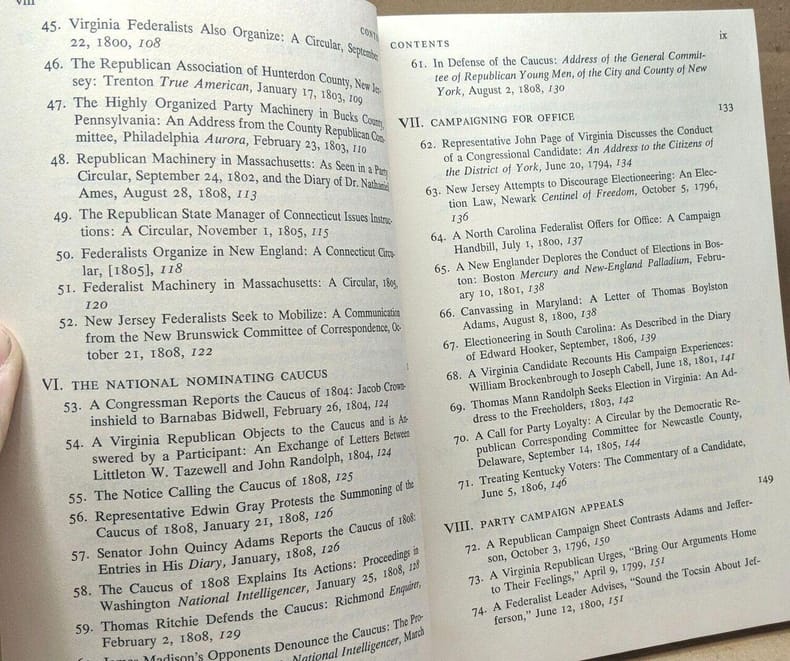 viii
CONT
45. Virginia Federalists Also Organize: A Circular, September
22, 1800, 108
46. The Republican Association of Hunterdon County, New Jer-
sey: Trenton True American, January 17, 1803, 109
47. The Highly Organized Party Machinery in Bucks County,
Pennsylvania: An Address from the County Republican Com-
mittee, Philadelphia Aurora, February 23, 1803, 110
48. Republican Machinery in Massachusetts: As Seen in a Party
Circular, September 24, 1802, and the Diary of Dr. Nathaniel
Ames, August 28, 1808, 113
49. The Republican State Manager of Connecticut Issues Instruc-
tions: A Circular, November 1, 1805, 115
50. Federalists Organize in New England: A Connecticut Circu-
lar, [1805], 118
51. Federalist Machinery in Massachusetts: A Circular, 1805,
120
52. New Jersey Federalists Seek to Mobilize: A Communication
from the New Brunswick Committee of Correspondence, Oc-
tober 21, 1808, 122
VI. THE NATIONAL NOMINATING CAUCUS
53. A Congressman Reports the Caucus of 1804: Jacob Crown-
inshield to Barnabas Bidwell, February 26, 1804, 124
54. A Virginia Republican Objects to the Caucus and is An-
swered by a Participant: An Exchange of Letters Between
Littleton W. Tazewell and John Randolph, 1804, 124
55. The Notice Calling the Caucus of 1808, 125
56. Representative Edwin Gray Protests the Summoning of the
Caucus of 1808, January 21, 1808, 126
57. Senator John Quincy Adams Reports the Caucus of 1808:
Entries in His Diary, January, 1808, 126
58. The Caucus of 1808 Explains Its Actions: Proceedings in
Washington National Intelligencer, January 25, 1808, 128
59. Thomas Ritchie Defends the Caucus: Richmond Enquirer,
February 2, 1808, 129
James Madison's Opponents Denounce the Caucus: The Pro-
National Intelligencer, March
CONTENTS
ix
61. In Defense of the Caucus: Address of the General Commit-
tee of Republican Young Men, of the City and County of New
York, August 2, 1808, 130
VII. CAMPAIGNING FOR OFFICE 133
62. Representative John Page of Virginia Discusses the Conduct
of a Congressional Candidate: An Address to the Citizens of
the District of York, June 20, 1794, 134
63. New Jersey Attempts to Discourage Electioneering: An Elec-
tion Law, Newark Centinel of Freedom, October 5, 1796,
136
64. A North Carolina Federalist Offers for Office: A Campaign
Handbill, July 1, 1800, 137
65. A New Englander Deplores the Conduct of Elections in Bos-
ton: Boston Mercury and New-England Palladium, Febru-
ary 10, 1801, 138
66. Canvassing in Maryland: A Letter of Thomas Boylston
Adams, August 8, 1800, 138
67. Electioneering in South Carolina: As Described in the Diary
of Edward Hooker, September, 1806, 139
68. A Virginia Candidate Recounts His Campaign Experiences:
William Brockenbrough to Joseph Cabell, June 18, 1801, 141
69. Thomas Mann Randolph Seeks Election in Virginia: An Ad-
dress to the Freeholders, 1803, 142
70. A Call for Party Loyalty: A Circular by the Democratic Re-
publican Corresponding Committee for Newcastle County,
Delaware, September 14, 1805, 144
71. Treating Kentucky Voters: The Commentary of a Candidate,
June 5, 1806, 146
VIII. PARTY CAMPAIGN APPEALS 149
72. A Republican Campaign Sheet Contrasts Adams and Jeffer-
son, October 3, 1796, 150
73. A Virginia Republican Urges, "Bring Our Arguments Home
to Their Feelings," April 9, 1799, 151
74. A Federalist Leader Advises, "Sound the Tocsin About Jef-
ferson," June 12, 1800, 151